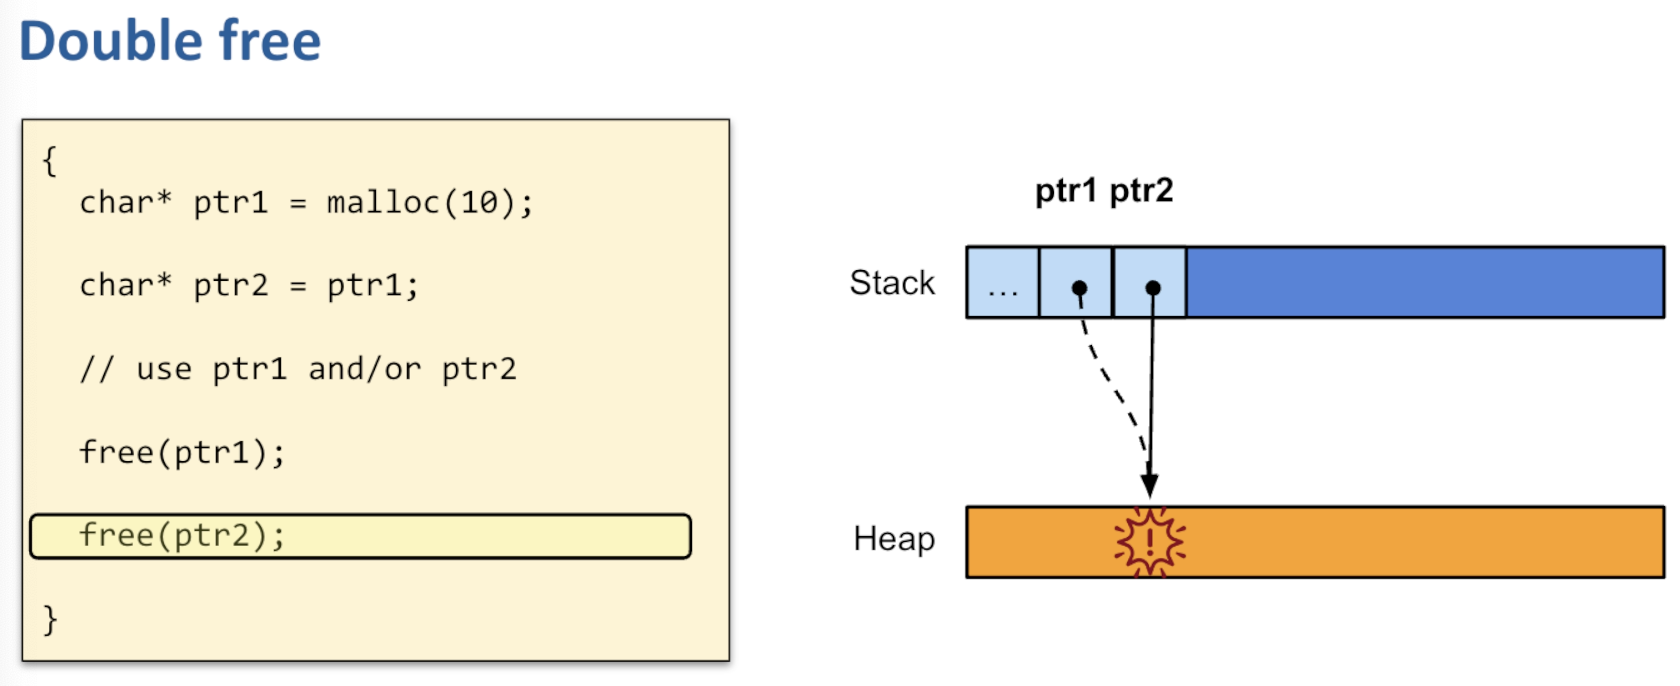 Double free
{
char* ptr1 = malloc(10);
char* ptr2 = ptr1;
// use ptr1 and/or ptr2
free(ptr1);
free(ptr2);
}
ptr1 ptr2
Stack
...
Heap
!